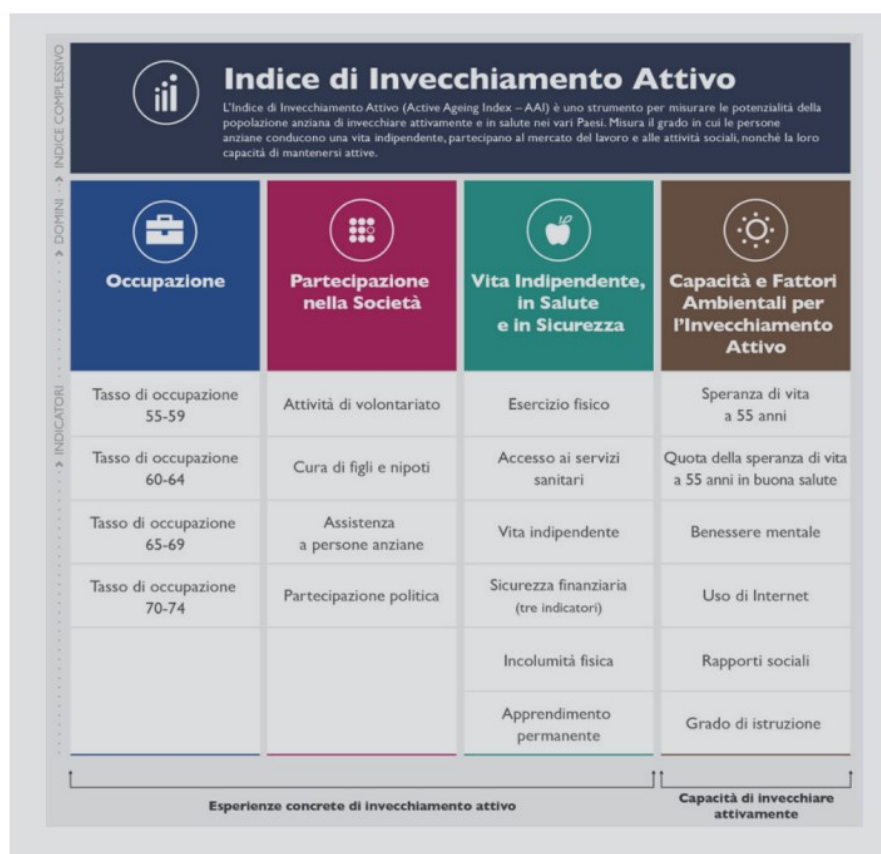 INDICE COMPLESSIVO
DOMINI
INDICATORI
Indice di Invecchiamento Attivo
L'Indice di Invecchiamento Attivo (Active Ageing Index – AAI) è uno strumento per misurare le potenzialità della
popolazione anziana di invecchiare attivamente e in salute nei vari Paesi. Misura il grado in cui le persone
anziane conducono una vita indipendente, partecipano al mercato del lavoro e alle attività sociali, nonchè la loro
capacità di mantenersi attive.
Occupazione
Tasso di occupazione
55-59
Tasso di occupazione
60-64
Tasso di occupazione
65-69
Tasso di occupazione
70-74
Partecipazione
nella Società
Attività di volontariato
Cura di figli e nipoti
Assistenza
a persone anziane
Partecipazione politica
Vita Indipendente,
in Salute
e in Sicurezza
Esercizio fisico
Accesso ai servizi
sanitari
Vita indipendente
Sicurezza finanziaria
(tre indicatori)
Incolumità fisica
Apprendimento
permanente
Capacità e Fattori
Ambientali per
l'Invecchiamento
Attivo
Speranza di vita
a 55 anni
Quota della speranza di vita
a 55 anni in buona salute
Benessere mentale
Uso di Internet
Rapporti sociali
Grado di istruzione
Esperienze concrete di invecchiamento attivo
Capacità di invecchiare
attivamente